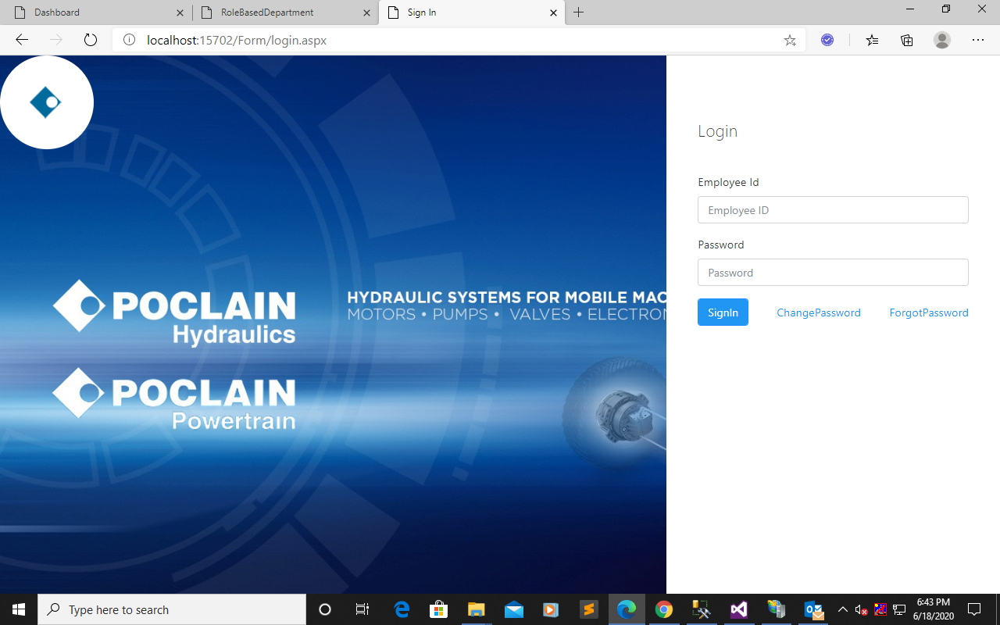 Dashboard
RoleBasedDepartment
Sign In
localhost:15702/Form/login.aspx
POCLAIN
Hydraulics
POCLAIN
Powertrain
HYDRAULIC SYSTEMS FOR MOBILE MAC
MOTORS • PUMPS • VALVES • ELECTRON
Login
Employee Id
Employee ID
Password
Password
SignIn
ChangePassword
ForgotPassword
Type here to search
6:43 PM
6/18/2020